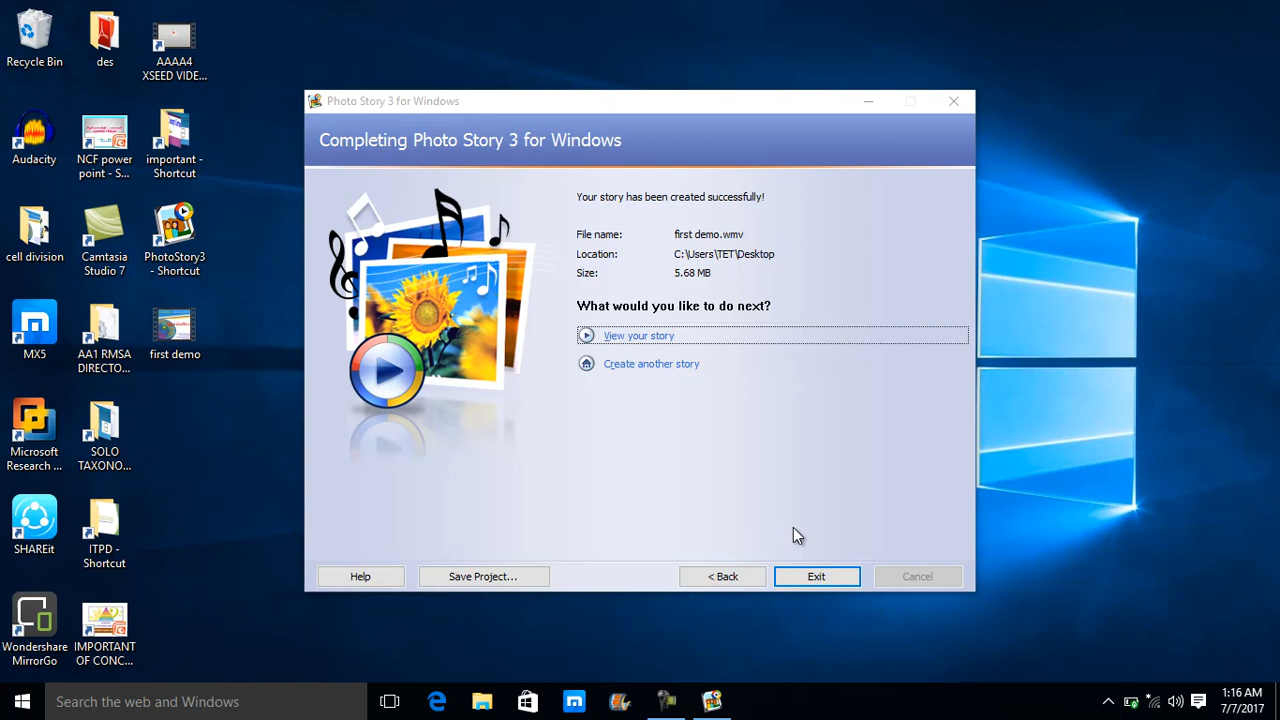 Recycle Bin
des
AAAA4
XSEED VIDE...
Audacity
NCF power
point - S...
important -
Shortcut
cell division
Camtasia
Studio 7
PhotoStory3
- Shortcut
MX5
AA1 RMSA
DIRECTO...
first demo
Microsoft
Research ...
SOLO
TAXONO...
SHAREit
ITPD -
Shortcut
Wondershare
MirrorGo
IMPORTANT
OF CONC...
Photo Story 3 for Windows
Completing Photo Story 3 for Windows
Your story has been created successfully!
File name: first demo.wmv
Location: C:\Users\TET\Desktop
Size: 5.68 MB
What would you like to do next?
View your story
Create another story
Help
Save Project...
< Back
Exit
Cancel
Search the web and Windows
1:16 AM
7/7/2017